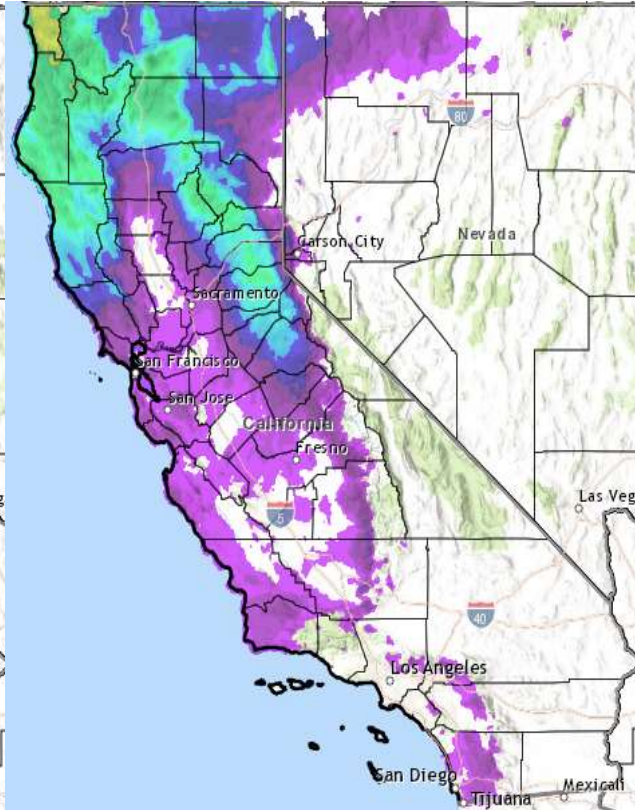 80
Carson City
Nevada
Sacramento
San Francisco
San Jose
California
Fresno
5
Las Veg
40
Los Angeles
San Diego
Tijuana
Mexicali